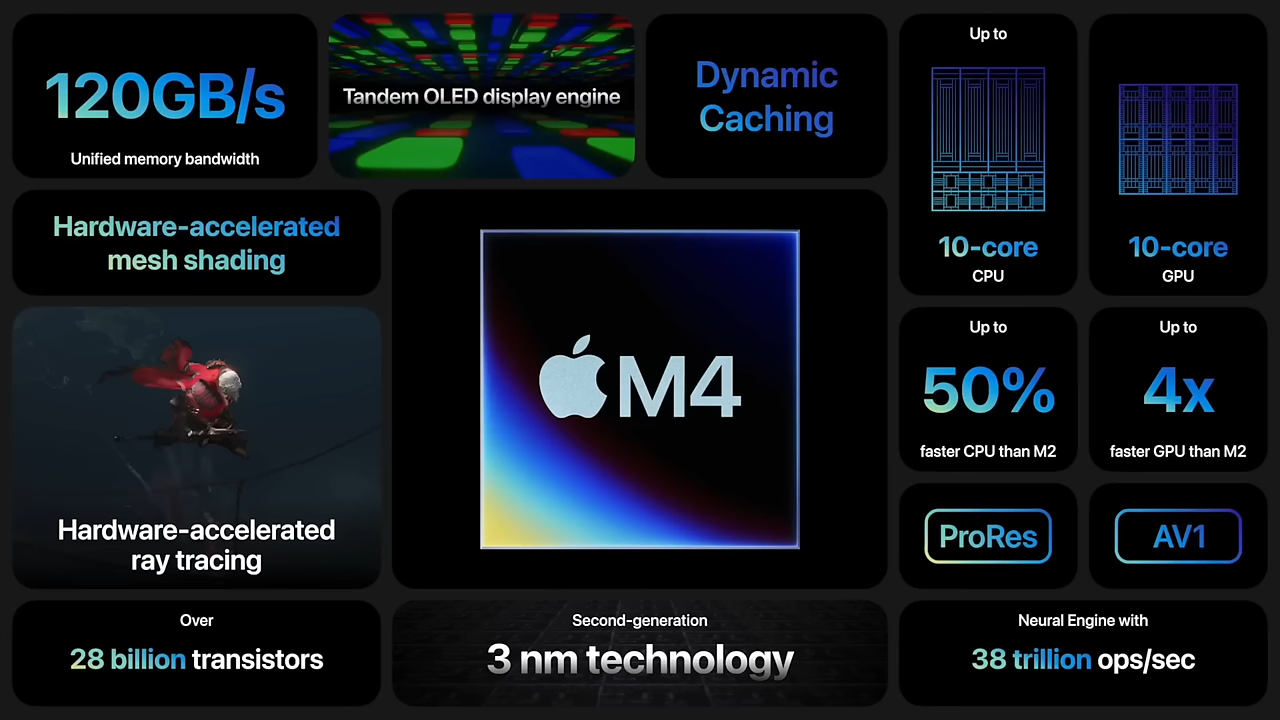 120GB/s
Unified memory bandwidth
Tandem OLED display engine
Dynamic
Caching
Up to
10-core
CPU
10-core
GPU
Hardware-accelerated
mesh shading
M4
Up to
50%
faster CPU than M2
Up to
4x
faster GPU than M2
Hardware-accelerated
ray tracing
ProRes
AV1
Over
28 billion transistors
Second-generation
3 nm technology
Neural Engine with
38 trillion ops/sec